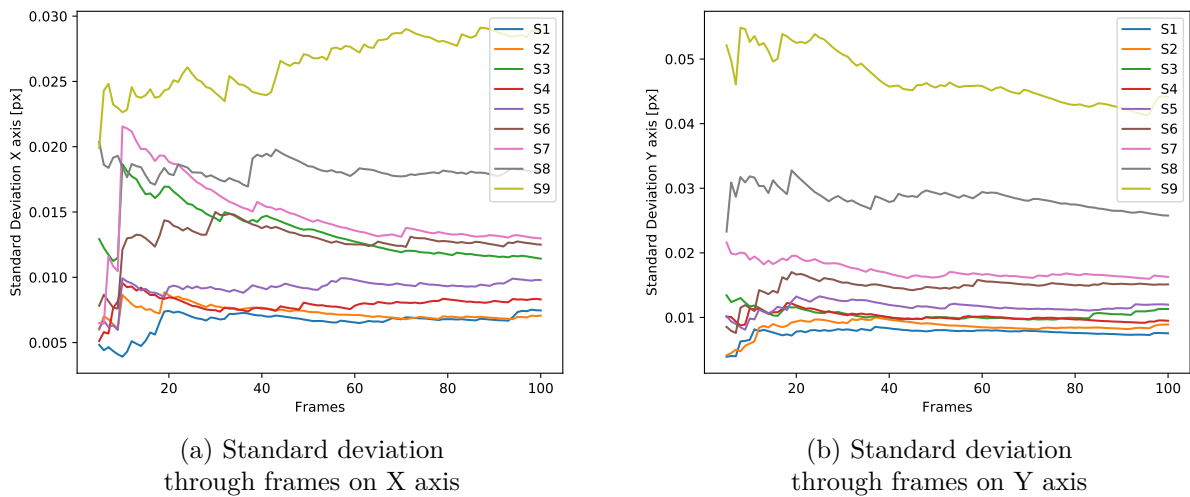 0.030
0.025
0.020
0.015
0.010
0.005
Standard Deviation X axis [px]
20
40
60
80
100
Frames
S1
S2
S3
S4
S5
S6
S7
S8
S9
(a) Standard deviation
through frames on X axis
0.05
0.04
0.03
0.02
0.01
Standard Deviation Y axis [px]
20
40
60
80
100
Frames
S1
S2
S3
S4
S5
S6
S7
S8
S9
(b) Standard deviation
through frames on Y axis